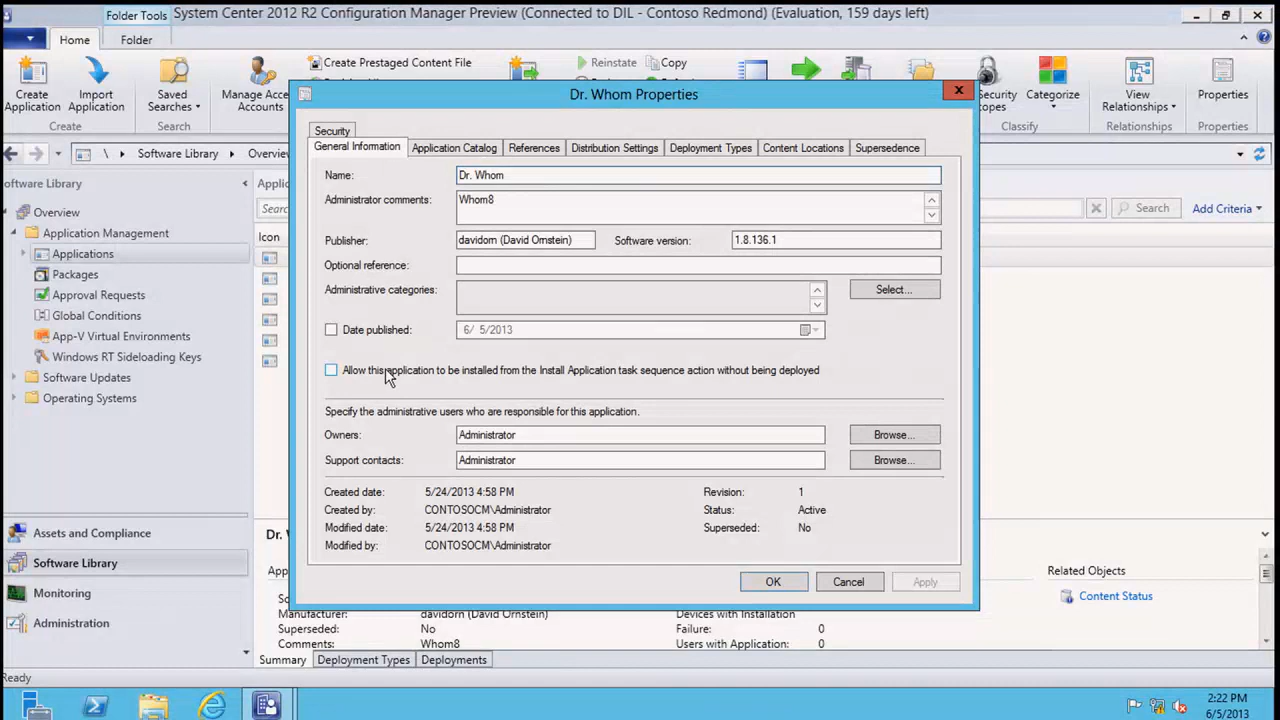 Folder Tools
System Center 2012 R2 Configuration Manager Preview (Connected to DIL - Contoso Redmond) (Evaluation, 159 days left)
Home
Folder
Create Application
Import Application
Saved Searches
Manage Acce
Accounts
Create Prestaged Content File
Reinstate
Copy
Security
opes
Categorize
View Relationships
Properties
Create
Search
Classify
Relationships
Properties
\
Software Library
Overview
oftware Library
Overview
Application Management
Applications
Packages
Approval Requests
Global Conditions
App-V Virtual Environments
Windows RT Sideloading Keys
Software Updates
Operating Systems
Assets and Compliance
Software Library
Monitoring
Administration
Ready
Applic
Searc
Icon
Search
Add Criteria
Dr. Whom Properties
Security
General Information
Application Catalog
References
Distribution Settings
Deployment Types
Content Locations
Supersedence
Name:
Dr. Whom
Administrator comments:
Whom8
Publisher:
davidorn (David Ornstein)
Software version:
1.8.136.1
Optional reference:
Administrative categories:
Select...
Date published:
6/ 5/2013
Allow this application to be installed from the Install Application task sequence action without being deployed
Specify the administrative users who are responsible for this application.
Owners:
Administrator
Browse...
Support contacts:
Administrator
Browse...
Created date:
5/24/2013 4:58 PM
Revision:
1
Created by:
CONTOSOCM\Administrator
Status:
Active
Modified date:
5/24/2013 4:58 PM
Superseded:
No
Modified by:
CONTOSOCM\Administrator
OK
Cancel
Apply
Dr. W
App
So
Manufacturer:
davidorn (David Ornstein)
Superseded:
No
Comments:
Whom8
Devices with Installation
Failure:
0
Users with Application:
0
Related Objects
Content Status
Summary
Deployment Types
Deployments
2:22 PM
6/5/2013